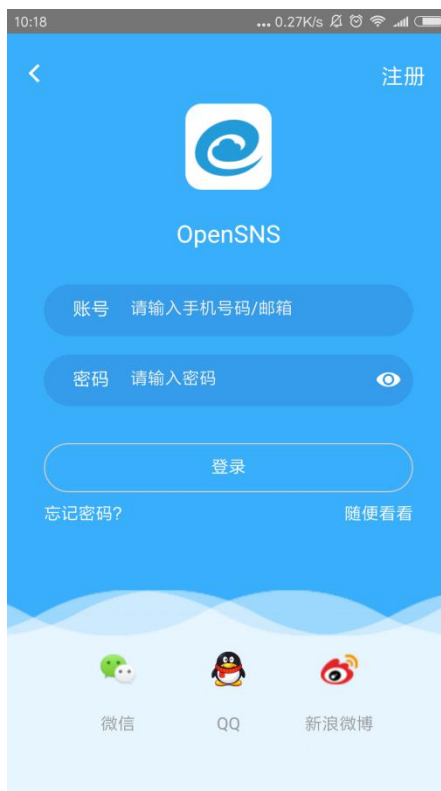 10:18 ... 0.27K/s
注册
OpenSNS
账号 请输入手机号码/邮箱
密码 请输入密码
登录
忘记密码? 随便看看
微信 QQ 新浪微博